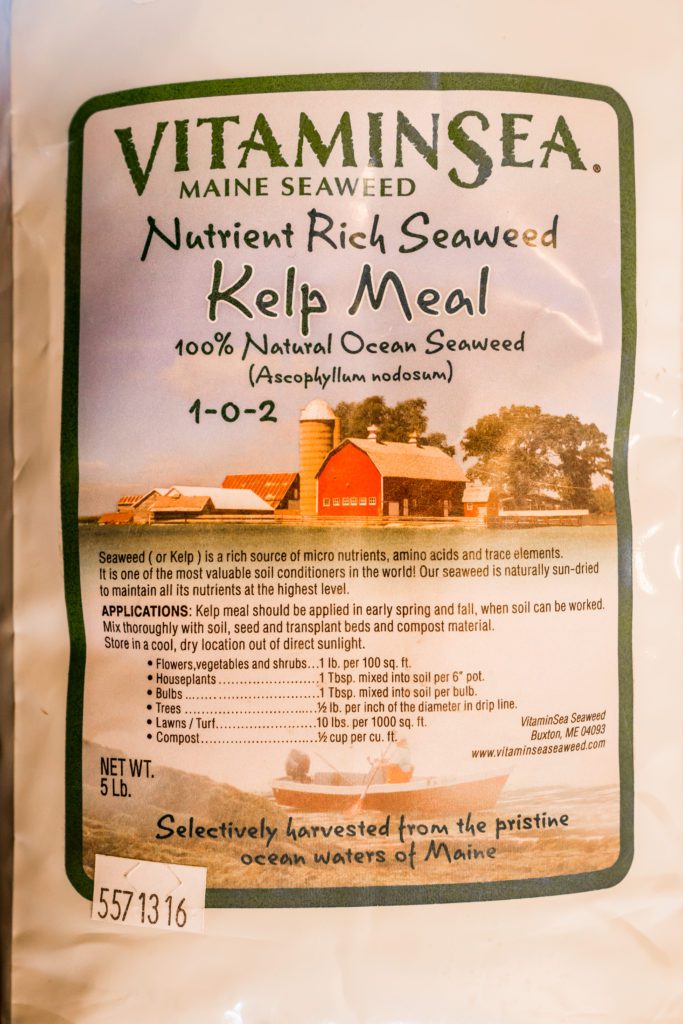 VITAMINSEA®
MAINE SEAWEED
Nutrient Rich Seaweed
Kelp Meal
100% Natural Ocean Seaweed
(Ascophyllum nodosum)
1-0-2
Seaweed ( or Kelp ) is a rich source of micro nutrients, amino acids and trace elements.
It is one of the most valuable soil conditioners in the world! Our seaweed is naturally sun-dried
to maintain all its nutrients at the highest level.
APPLICATIONS: Kelp meal should be applied in early spring and fall, when soil can be worked.
Mix thoroughly with soil, seed and transplant beds and compost material.
Store in a cool, dry location out of direct sunlight.
• Flowers,vegetables and shrubs...1 lb. per 100 sq. ft.
• Houseplants .......................1 Tbsp. mixed into soil per 6" pot.
• Bulbs ................................1 Tbsp. mixed into soil per bulb.
• Trees ................................½ lb. per inch of the diameter in drip line.
• Lawns / Turf.......................10 lbs. per 1000 sq. ft.
• Compost............................½ cup per cu. ft.
VitaminSea Seaweed
Buxton, ME 04093
www.vitaminseaseaweed.com
NET WT.
5 Lb.
Selectively harvested from the pristine
ocean waters of Maine
557 13 16